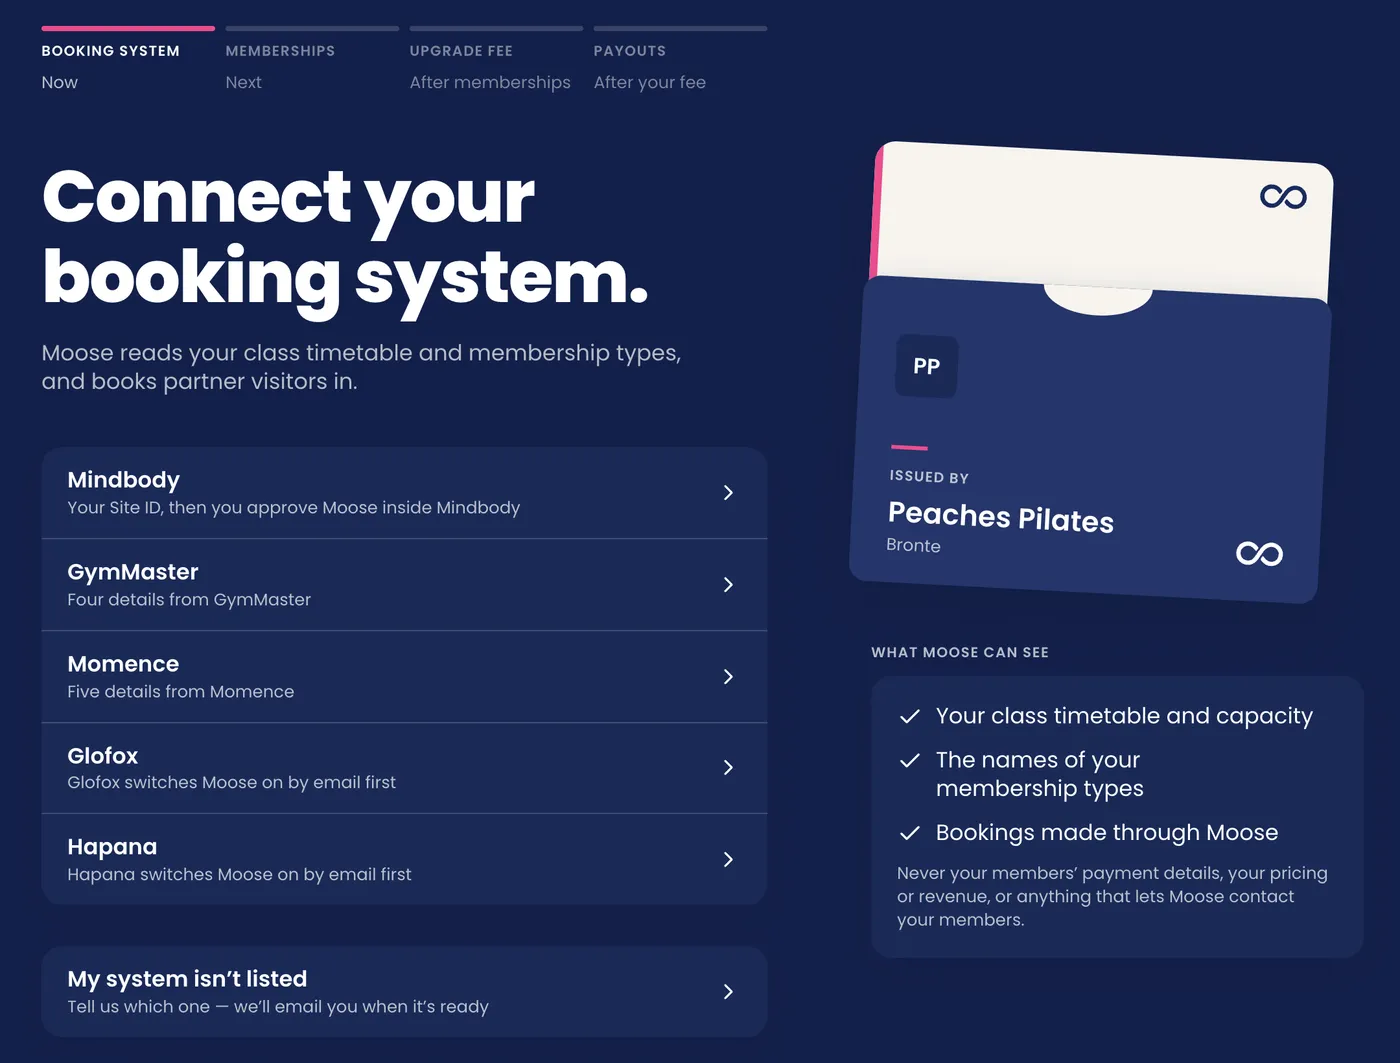 BOOKING SYSTEM
Now
MEMBERSHIPS
Next
UPGRADE FEE
After memberships
PAYOUTS
After your fee
Connect your
booking system.
Moose reads your class timetable and membership types,
and books partner visitors in.
Mindbody
Your Site ID, then you approve Moose inside Mindbody
GymMaster
Four details from GymMaster
Momence
Five details from Momence
Glofox
Glofox switches Moose on by email first
Hapana
Hapana switches Moose on by email first
My system isn’t listed
Tell us which one — we’ll email you when it’s ready
PP
ISSUED BY
Peaches Pilates
Bronte
WHAT MOOSE CAN SEE
Your class timetable and capacity
The names of your
membership types
Bookings made through Moose
Never your members’ payment details, your pricing
or revenue, or anything that lets Moose contact
your members.